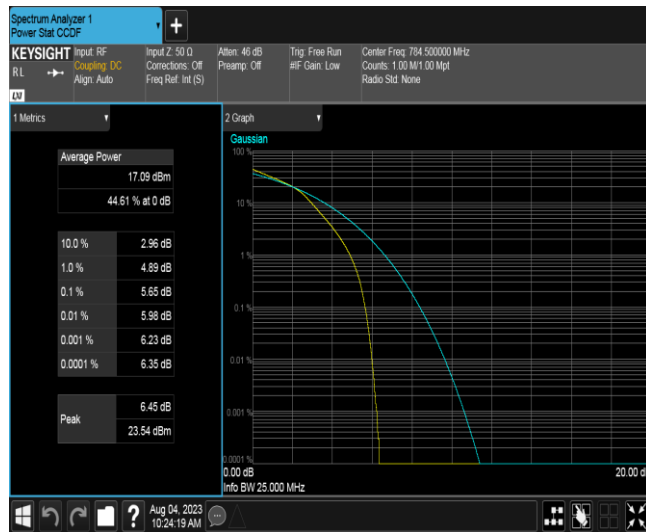 Spectrum Analyzer 1
Power Stat CCDF
+
KEYSIGHT Input: RF Input Z: 50 Ω Atten: 46 dB Trig: Free Run Center Freq: 784.500000 MHz
RL Coupling: DC Corrections: Off Preamp: Off #IF Gain: Low Counts: 1.00 M/1.00 Mpt
Align: Auto Freq Ref: Int (S) Radio Std: None
LXI
1 Metrics
Average Power
17.09 dBm
44.61 % at 0 dB
10.0 % 2.96 dB
1.0 % 4.89 dB
0.1 % 5.65 dB
0.01 % 5.98 dB
0.001 % 6.23 dB
0.0001 % 6.35 dB
Peak 6.45 dB
23.54 dBm
2 Graph
Gaussian
100 %
10 %
1 %
0.1 %
0.01 %
0.001 %
0.0001 %
0.00 dB 20.00 d
Info BW 25.000 MHz
? Aug 04, 2023
10:24:19 AM